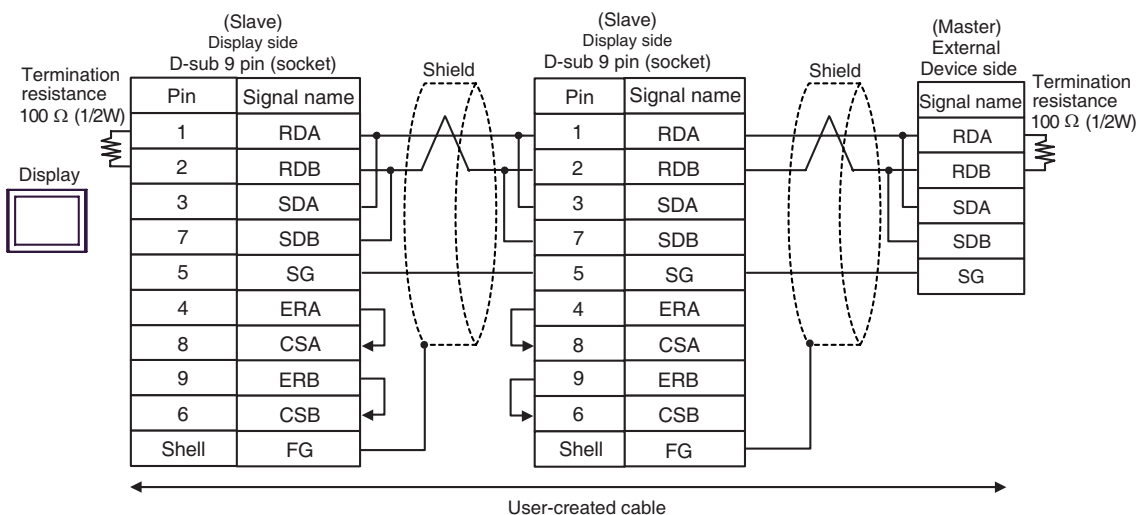 (Slave)
Display side
D-sub 9 pin (socket)
(Slave)
Display side
D-sub 9 pin (socket)
(Master)
External
Device side
Termination
resistance
100 Ω (1/2W)
Shield
Shield
Termination
resistance
100 Ω (1/2W)
Display
Pin Signal name
1 RDA
2 RDB
3 SDA
7 SDB
5 SG
4 ERA
8 CSA
9 ERB
6 CSB
Shell FG
Pin Signal name
1 RDA
2 RDB
3 SDA
7 SDB
5 SG
4 ERA
8 CSA
9 ERB
6 CSB
Shell FG
Signal name
RDA
RDB
SDA
SDB
SG
User-created cable